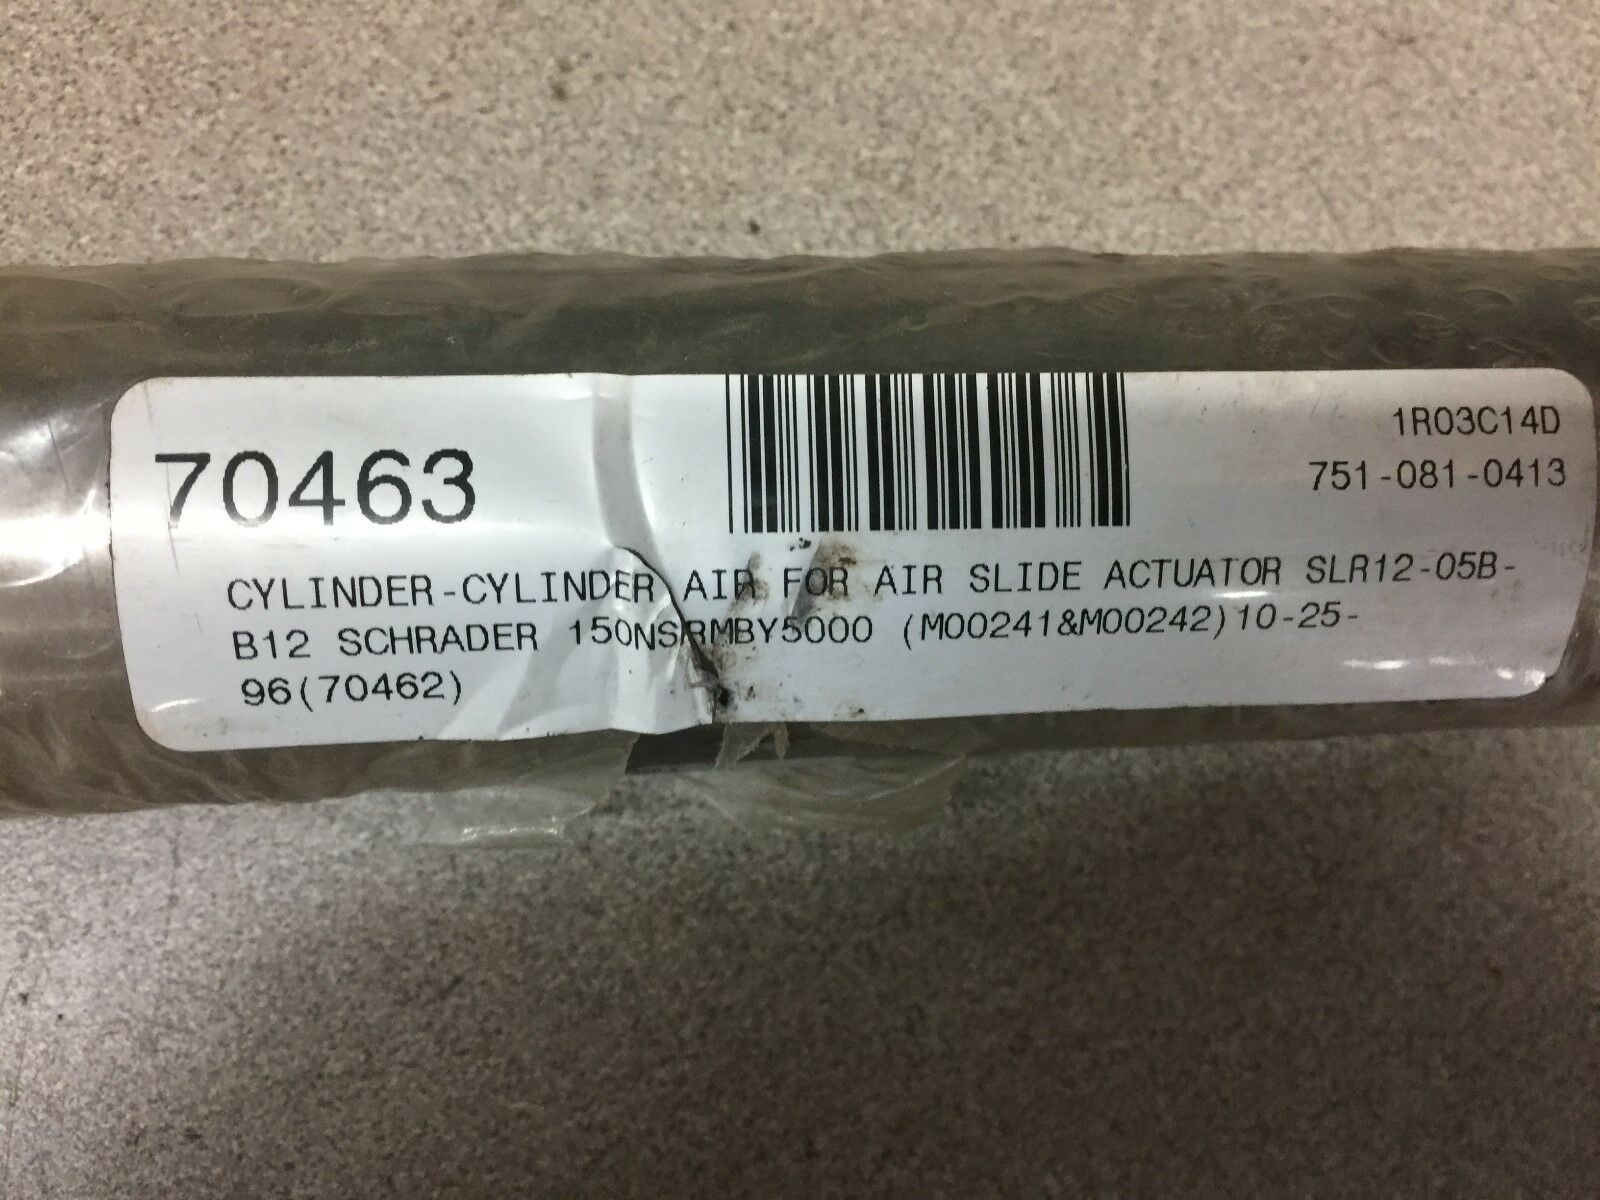 70463
1R03C14D
751-081-0413
CYLINDER-CYLINDER AIR FOR AIR SLIDE ACTUATOR SLR12-05B-
B12 SCHRADER 150NSRMBY5000 (M00241&M00242)10-25-
96(70462)